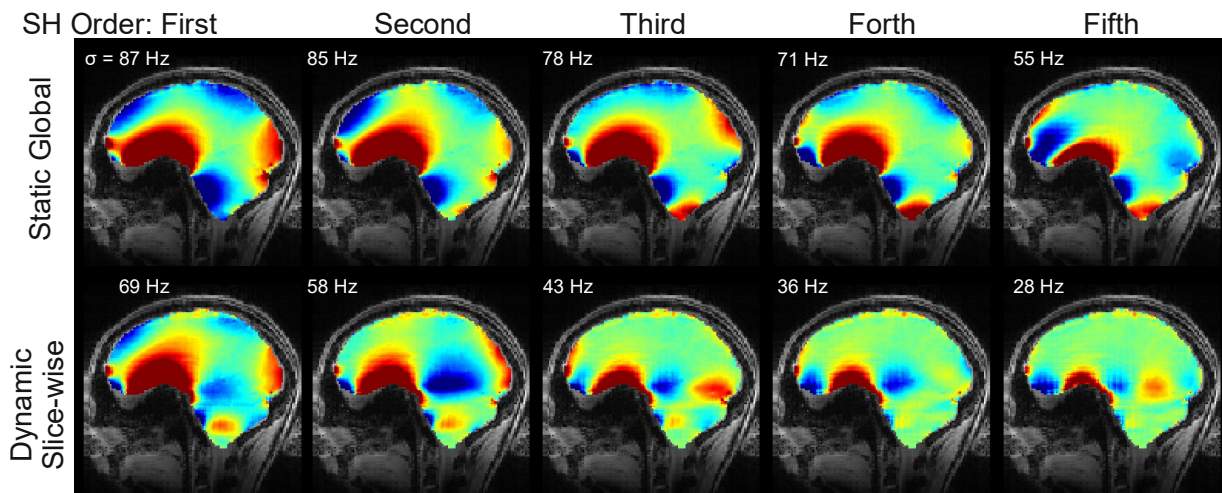 SH Order: First Second Third Forth Fifth
Static Global
σ = 87 Hz 85 Hz 78 Hz 71 Hz 55 Hz
Dynamic
Slice-wise
69 Hz 58 Hz 43 Hz 36 Hz 28 Hz